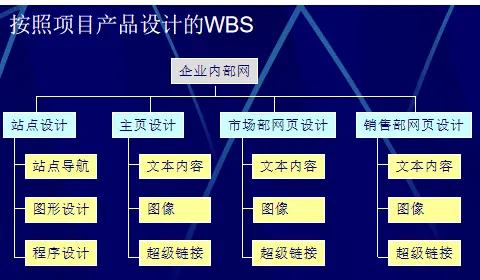 按照项目产品设计的WBS
企业内部网
站点设计 主页设计 市场部网页设计 销售部网页设计
站点导航 文本内容 文本内容 文本内容
图形设计 图像 图像 图像
程序设计 超级链接 超级链接 超级链接